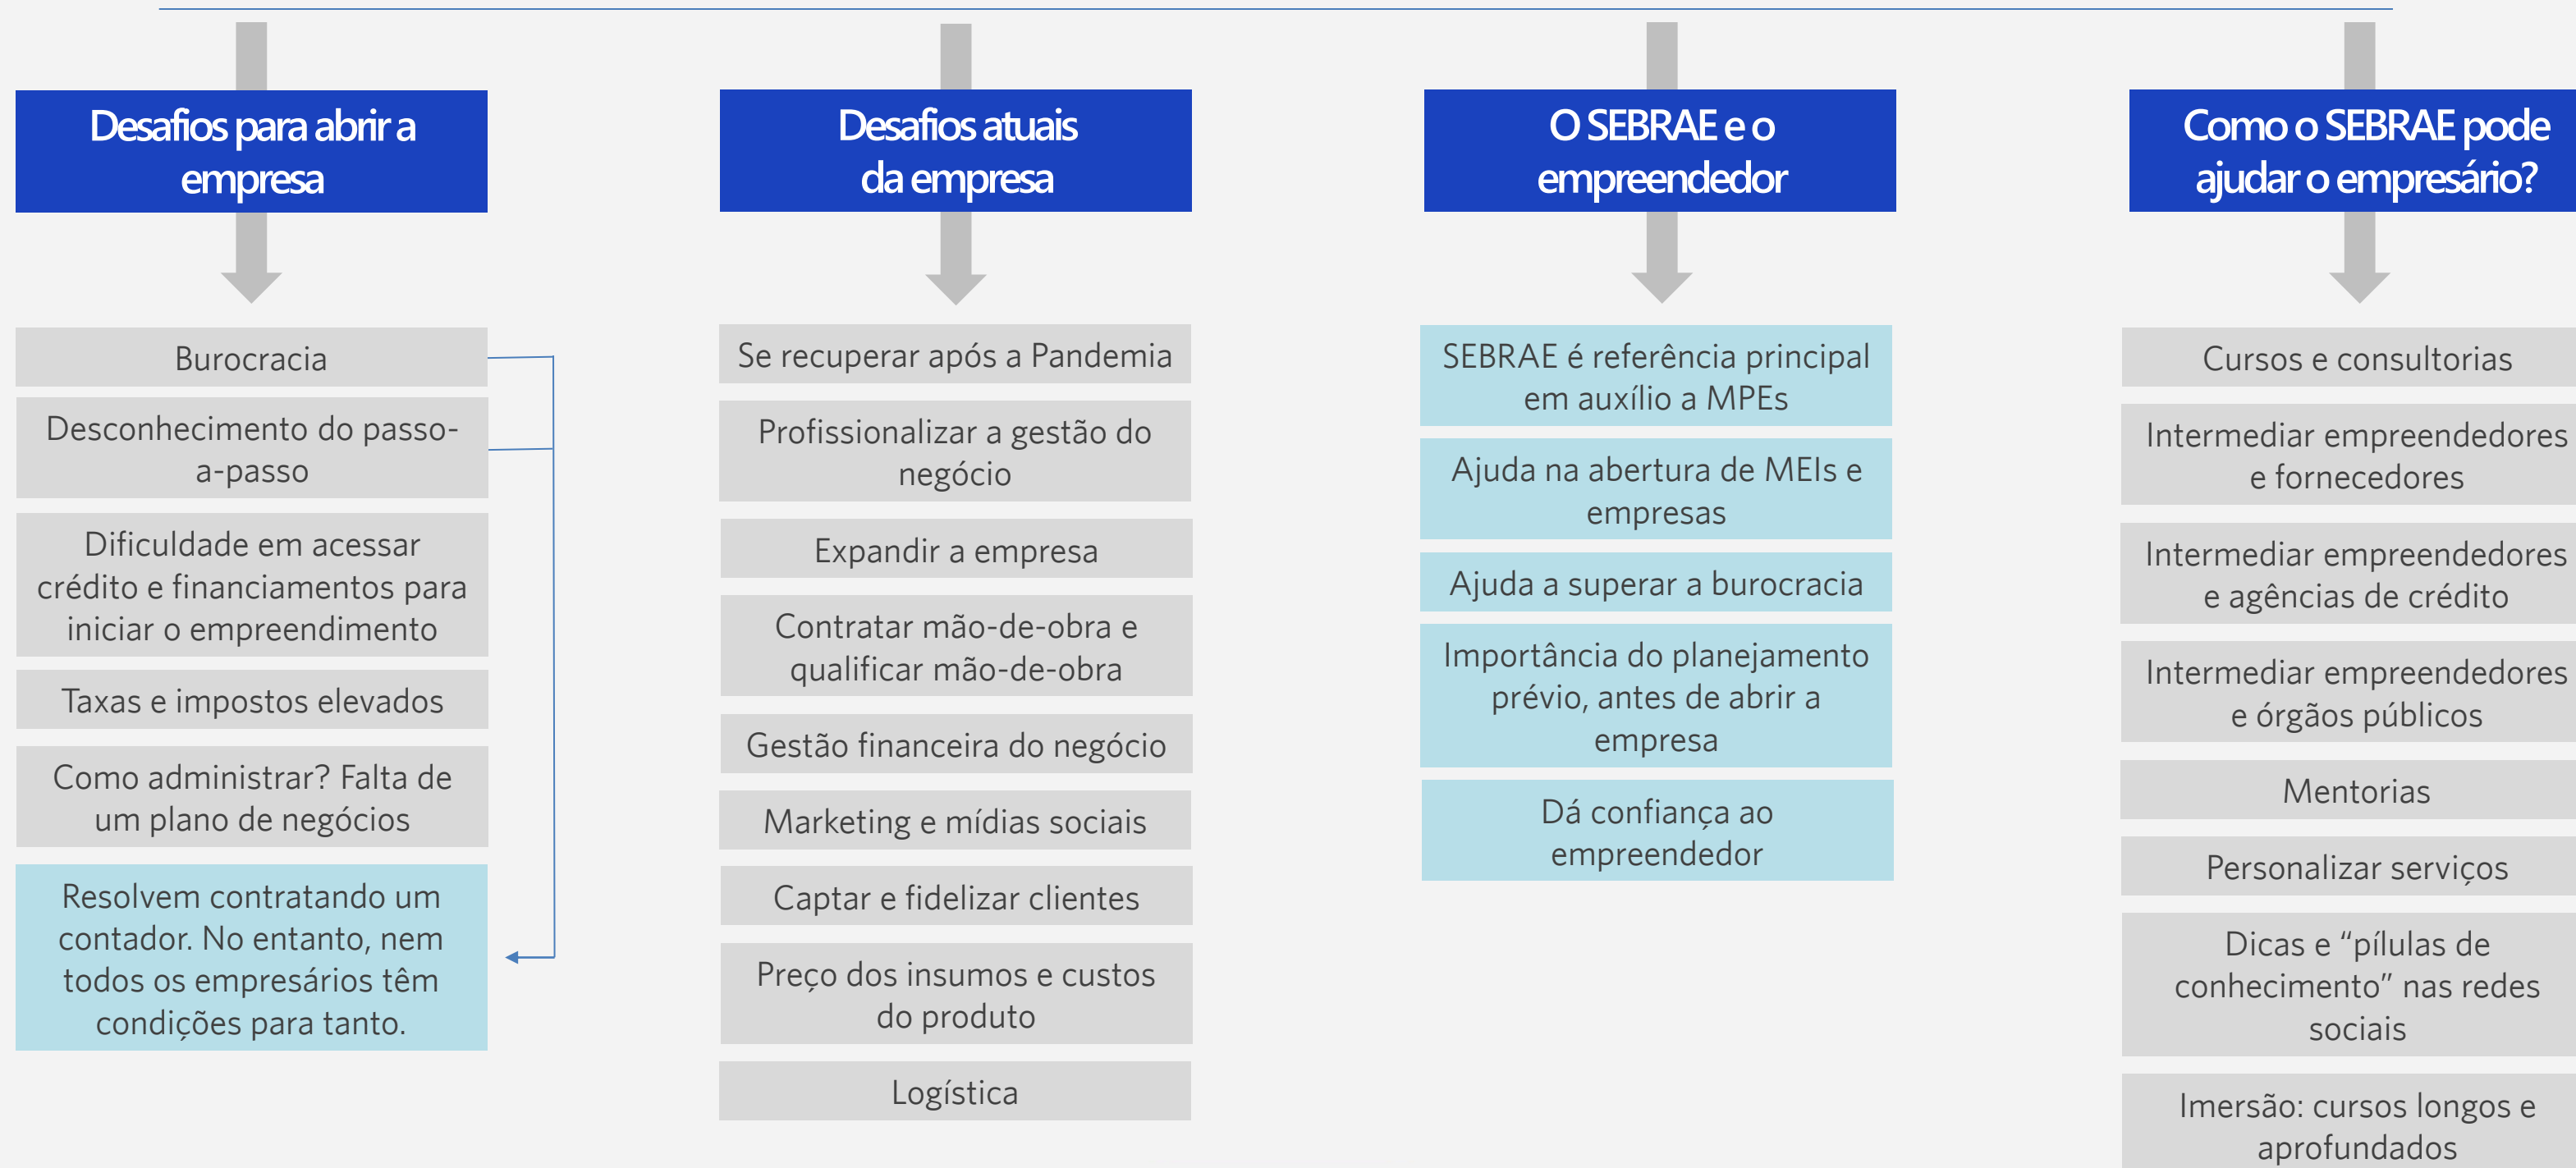 Desafios para abrir a
empresa
Burocracia
Desconhecimento do passo-
a-passo
Dificuldade em acessar
crédito e financiamentos para
iniciar o empreendimento
Taxas e impostos elevados
Como administrar? Falta de
um plano de negócios
Resolvem contratando um
contador. No entanto, nem
todos os empresários têm
condições para tanto.
Desafios atuais
da empresa
Se recuperar após a Pandemia
Profissionalizar a gestão do
negócio
Expandir a empresa
Contratar mão-de-obra e
qualificar mão-de-obra
Gestão financeira do negócio
Marketing e mídias sociais
Captar e fidelizar clientes
Preço dos insumos e custos
do produto
Logística
O SEBRAE e o
empreendedor
SEBRAE é referência principal
em auxílio a MPEs
Ajuda na abertura de MEIs e
empresas
Ajuda a superar a burocracia
Importância do planejamento
prévio, antes de abrir a
empresa
Dá confiança ao
empreendedor
Como o SEBRAE pode
ajudar o empresário?
Cursos e consultorias
Intermediar empreendedores
e fornecedores
Intermediar empreendedores
e agências de crédito
Intermediar empreendedores
e órgãos públicos
Mentorias
Personalizar serviços
Dicas e “pílulas de
conhecimento” nas redes
sociais
Imersão: cursos longos e
aprofundados